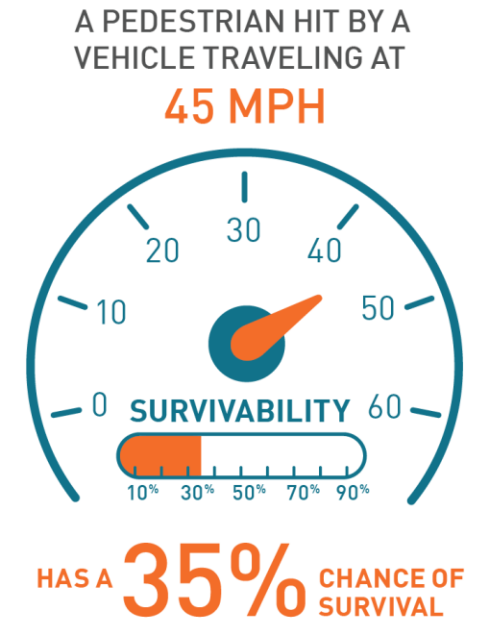 A PEDESTRIAN HIT BY A
VEHICLE TRAVELING AT
45 MPH
30
20 40
10 50
0 SURVIVABILITY 60
10% 30% 50% 70% 90%
HAS A 35% CHANCE OF
SURVIVAL